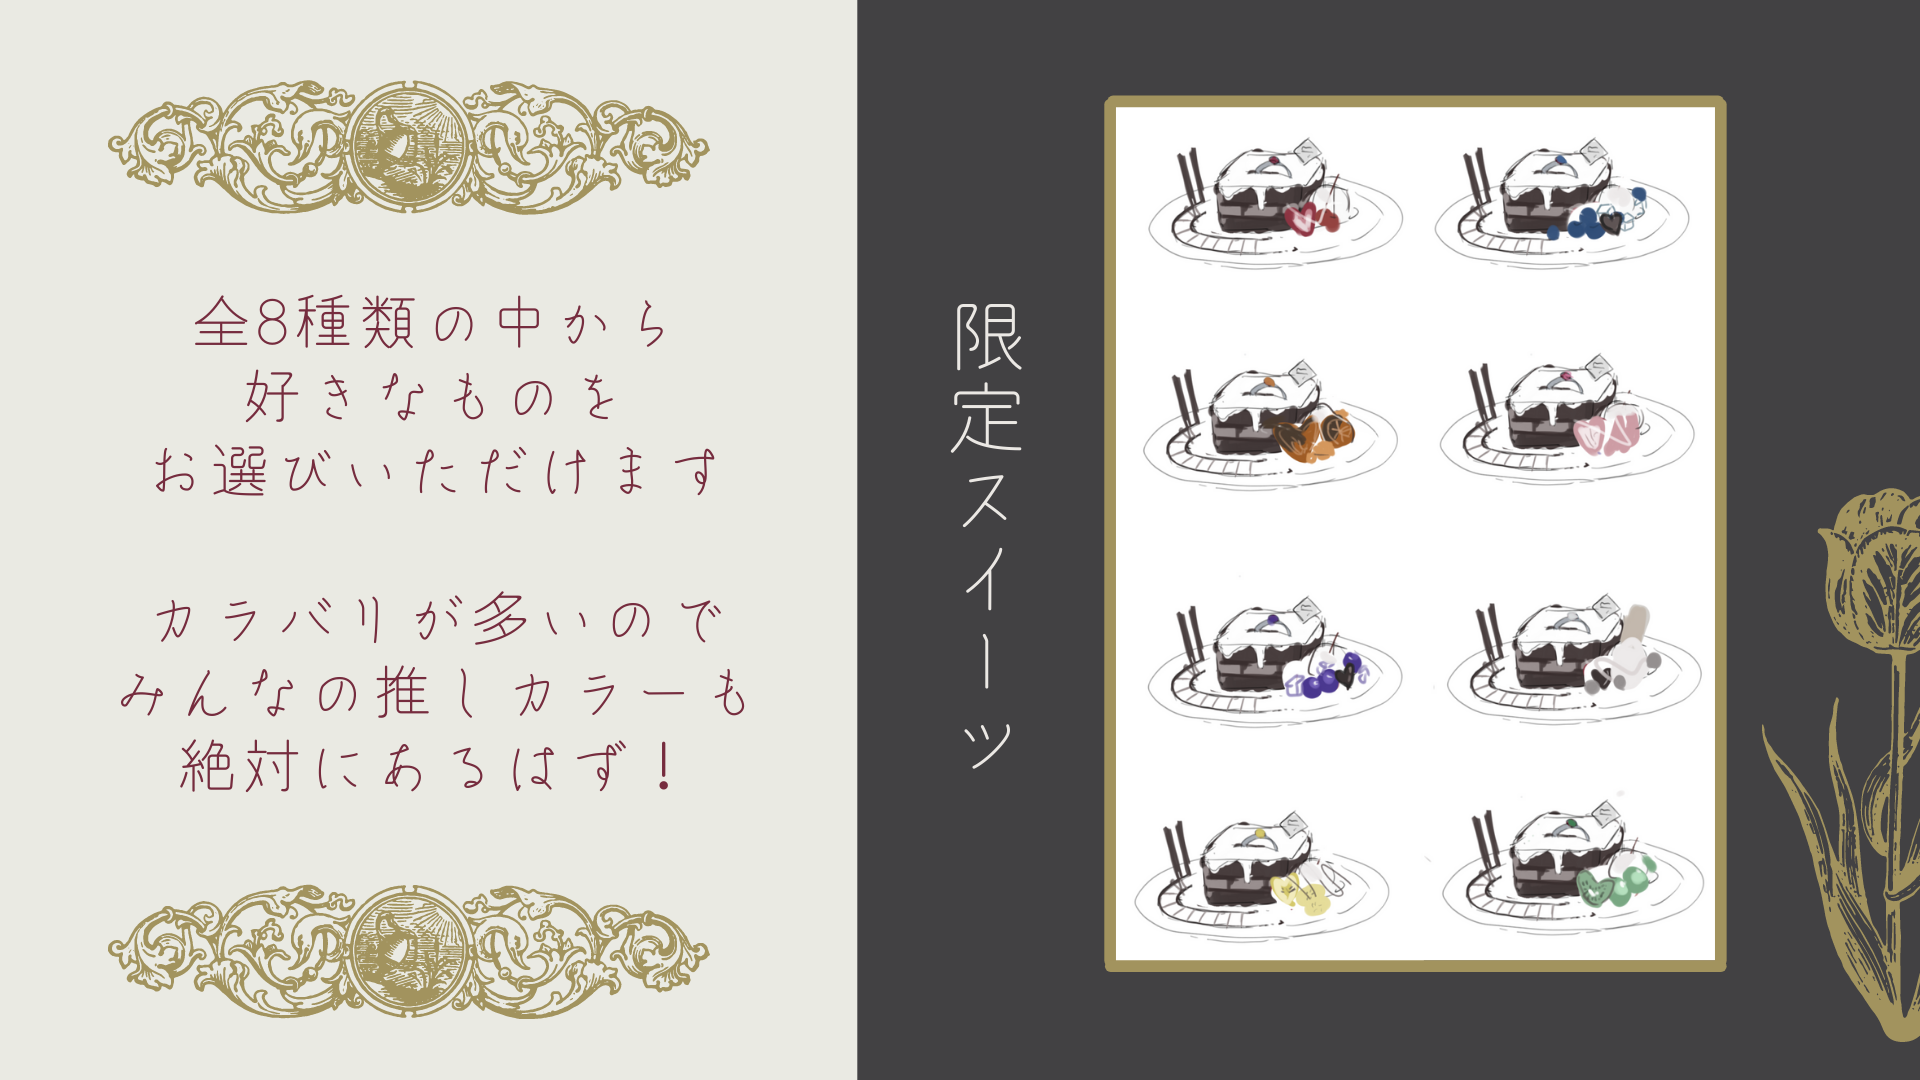 全8種類の中から
好きなものを
お選びいただけます
カラバリが多いので
みんなの推しカラーも
絶対にあるはず！
限定スイーツ